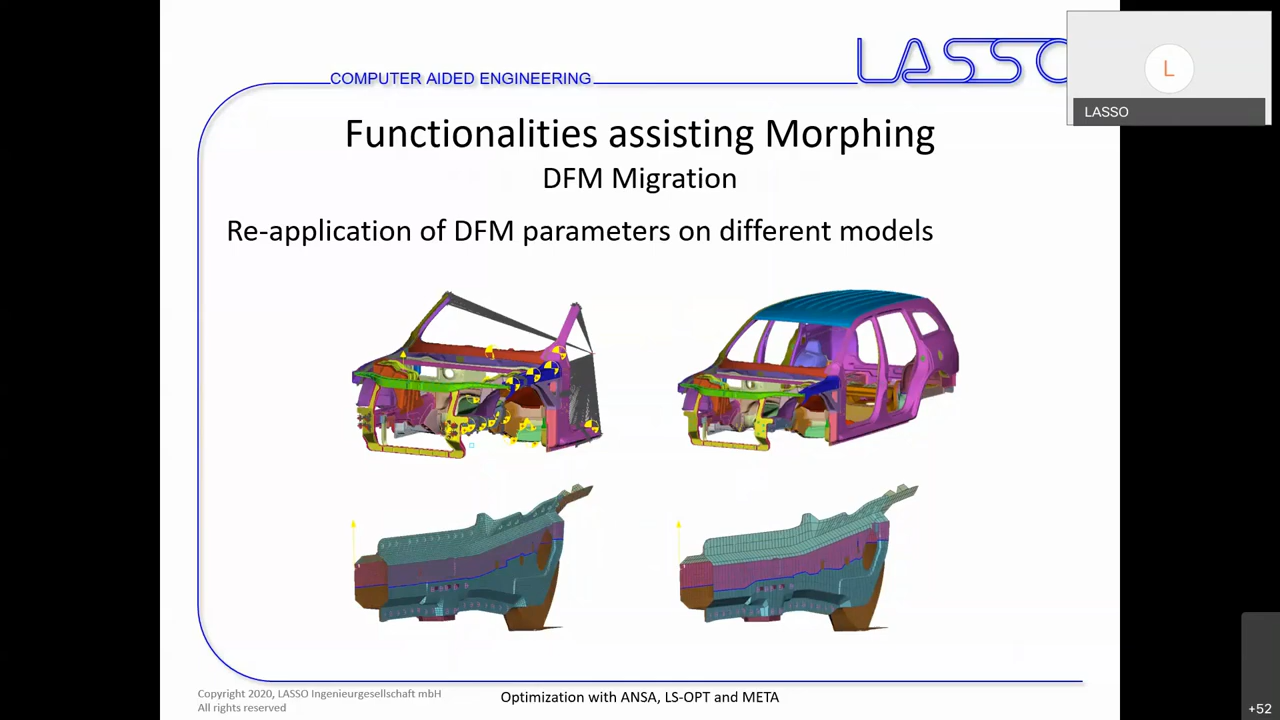 LASSO
COMPUTER AIDED ENGINEERING
L
LASSO
Functionalities assisting Morphing
DFM Migration
Re-application of DFM parameters on different models
Copyright 2020, LASSO Ingenieurgesellschaft mbH
All rights reserved
Optimization with ANSA, LS-OPT and META
+52